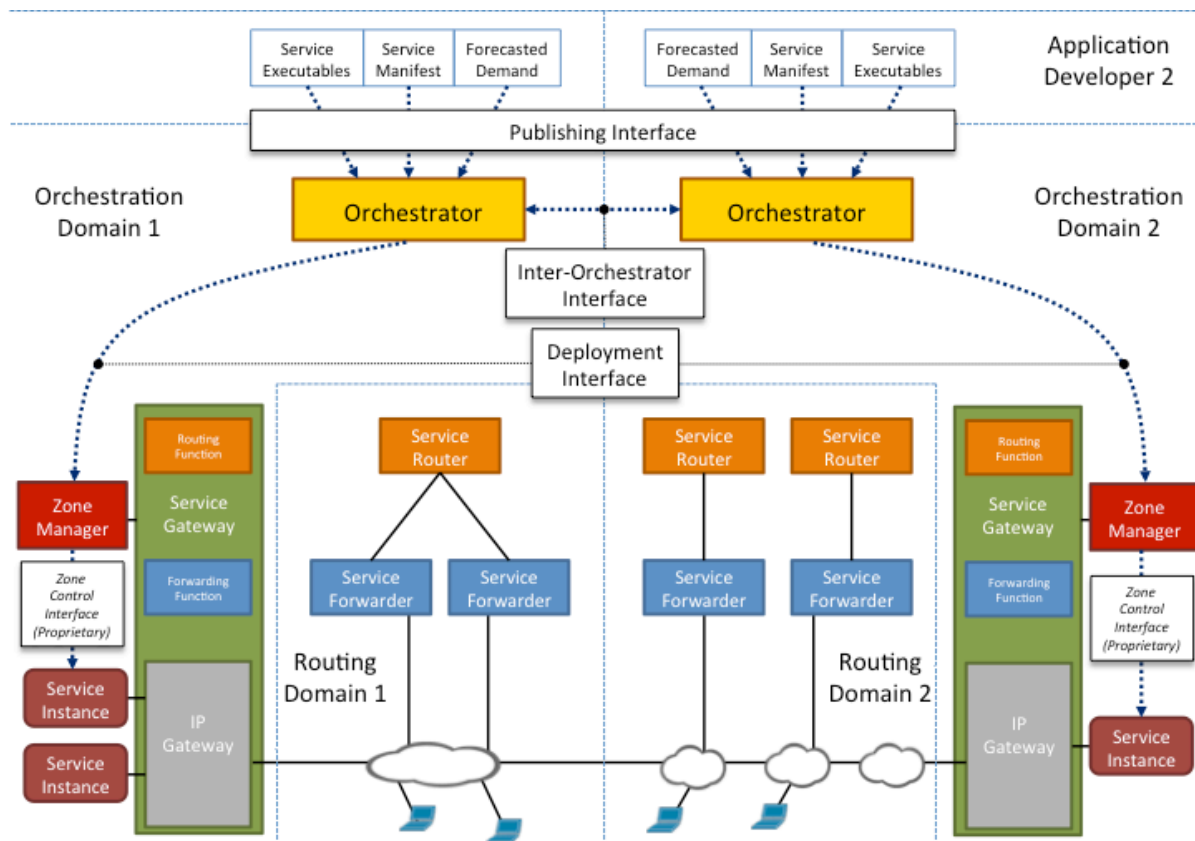 Service
Executables
Service
Manifest
Forecasted
Demand
Forecasted
Demand
Service
Manifest
Service
Executables
Application
Developer 2
Publishing Interface
Orchestration
Domain 1
Orchestrator
Orchestrator
Orchestration
Domain 2
Inter-Orchestrator
Interface
Deployment
Interface
Routing
Function
Service
Router
Service
Router
Service
Router
Routing
Function
Zone
Manager
Service
Gateway
Service
Gateway
Zone
Manager
Zone
Control
Interface
(Proprietary)
Forwarding
Function
Service
Forwarder
Service
Forwarder
Service
Forwarder
Service
Forwarder
Forwarding
Function
Zone
Control
Interface
(Proprietary)
Routing
Domain 1
Routing
Domain 2
Service
Instance
IP
Gateway
IP
Gateway
Service
Instance
Service
Instance